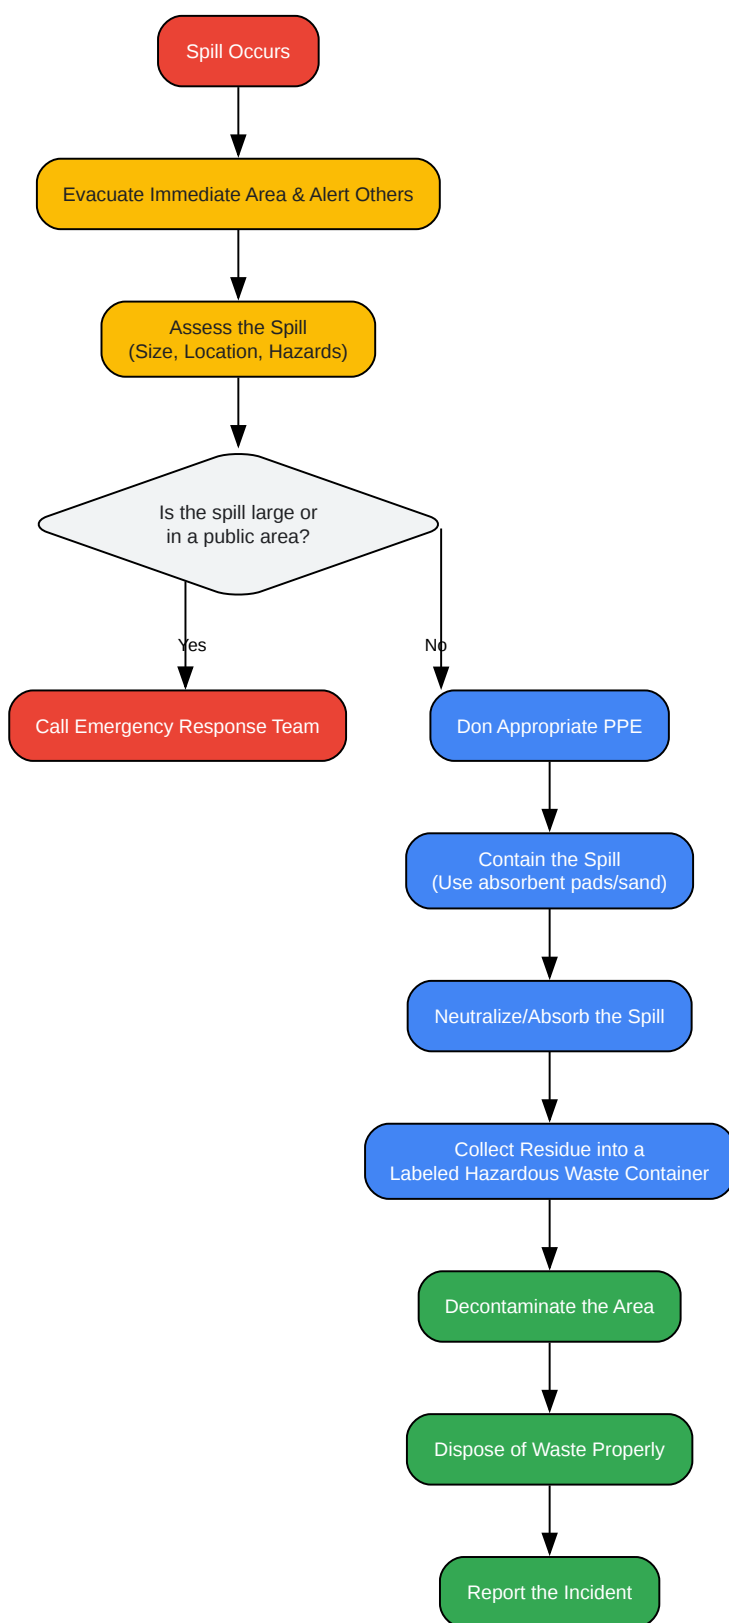 Spill Occurs
Evacuate Immediate Area & Alert Others
Assess the Spill
(Size, Location, Hazards)
Is the spill large or
in a public area?
Yes
No
Call Emergency Response Team
Don Appropriate PPE
Contain the Spill
(Use absorbent pads/sand)
Neutralize/Absorb the Spill
Collect Residue into a
Labeled Hazardous Waste Container
Decontaminate the Area
Dispose of Waste Properly
Report the Incident